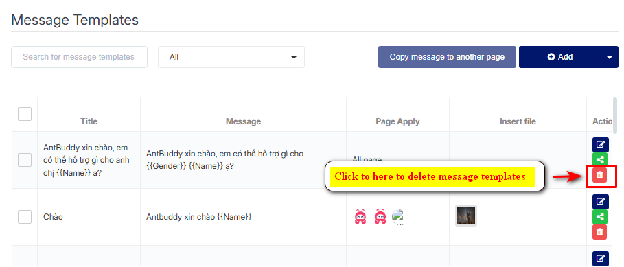 Message Templates
Search for message templates
All
Copy message to another page
Add
Title
Message
Page Apply
Insert file
Action
AntBuddy xin chào, em
có thể hỗ trợ gì cho anh
chị {{Name}} ạ?
AntBuddy xin chào, em có thể hỗ trợ gì cho
{{Gender}} {{Name}} ạ?
All page
Click to here to delete message templates
Chào
Antbuddy xin chào {{Name}}